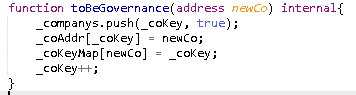 function toBeGovernance(address newCo) internal{
_companys.push(_coKey, true);
_coAddr[_coKey] = newCo;
_coKeyMap[newCo] = _coKey;
_coKey++;
}